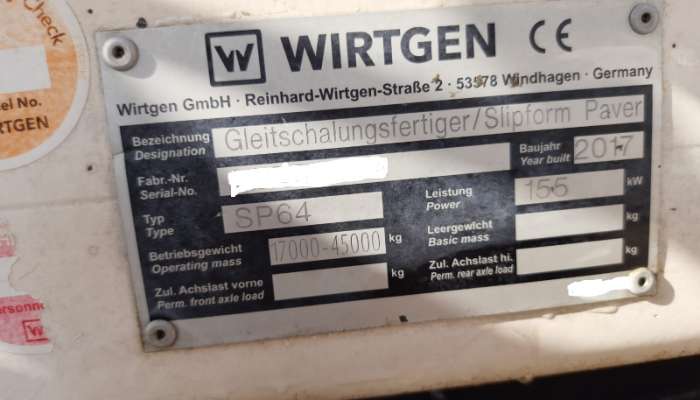 Check
el No.
RTGEN
ersonn
W WIRTGEN CE
Wirtgen GmbH · Reinhard-Wirtgen-Straße 2 · 53578 Windhagen · Germany
Bezeichnung
Designation
Gleitschalungsfertiger/Slipform Paver
Fabr.-Nr.
Serial-No.
Baujahr
Year built
2017
Typ
Type
SP64
Leistung
Power
155 kW
Betriebsgewicht
Operating mass
17000-45000 kg
Leergewicht
Basic mass
kg
Zul. Achslast vorne
Perm. front axle load
kg
Zul. Achslast hi.
Perm. rear axle load
kg